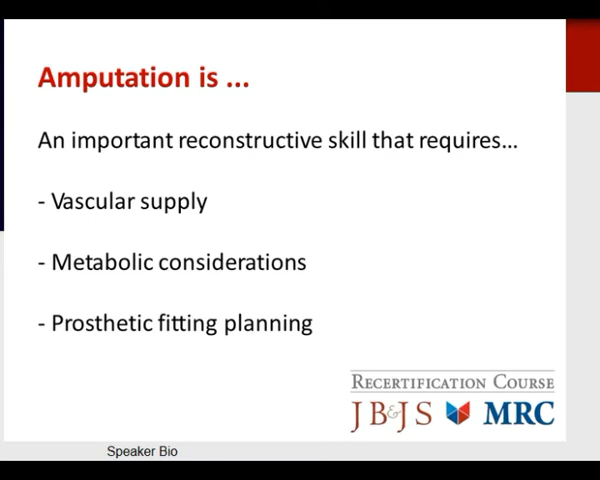 Amputation is ...
An important reconstructive skill that requires...
- Vascular supply
- Metabolic considerations
- Prosthetic fitting planning
RECERTIFICATION COURSE
JB&JS MRC
Speaker Bio